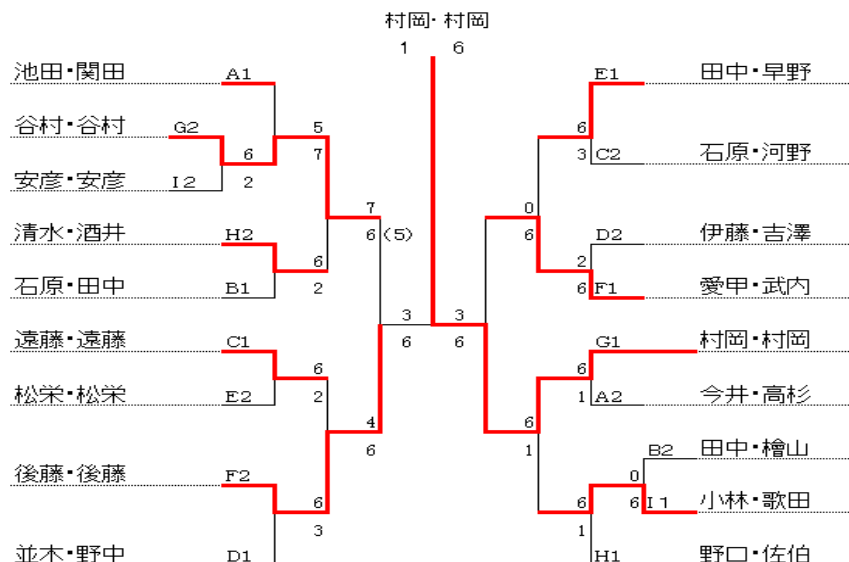 村岡・村岡
1 6
池田・関田 A1 E1 田中・早野
谷村・谷村 G2 5 6
6 7 3 C2 石原・河野
安彦・安彦 I2 2
7 0
清水・酒井 H2 6 (5) 6 D2 伊藤・吉澤
6 2
石原・田中 B1 2 6 F1 愛甲・武内
3 3
遠藤・遠藤 C1 6 6 G1 村岡・村岡
6 6
松栄・松栄 E2 2 1 A2 今井・高杉
4 6
6 1 B2 田中・檜山
後藤・後藤 F2 0
6 6 6 I1 小林・歌田
3 1
並木・野中 D1 H1 野口・佐伯